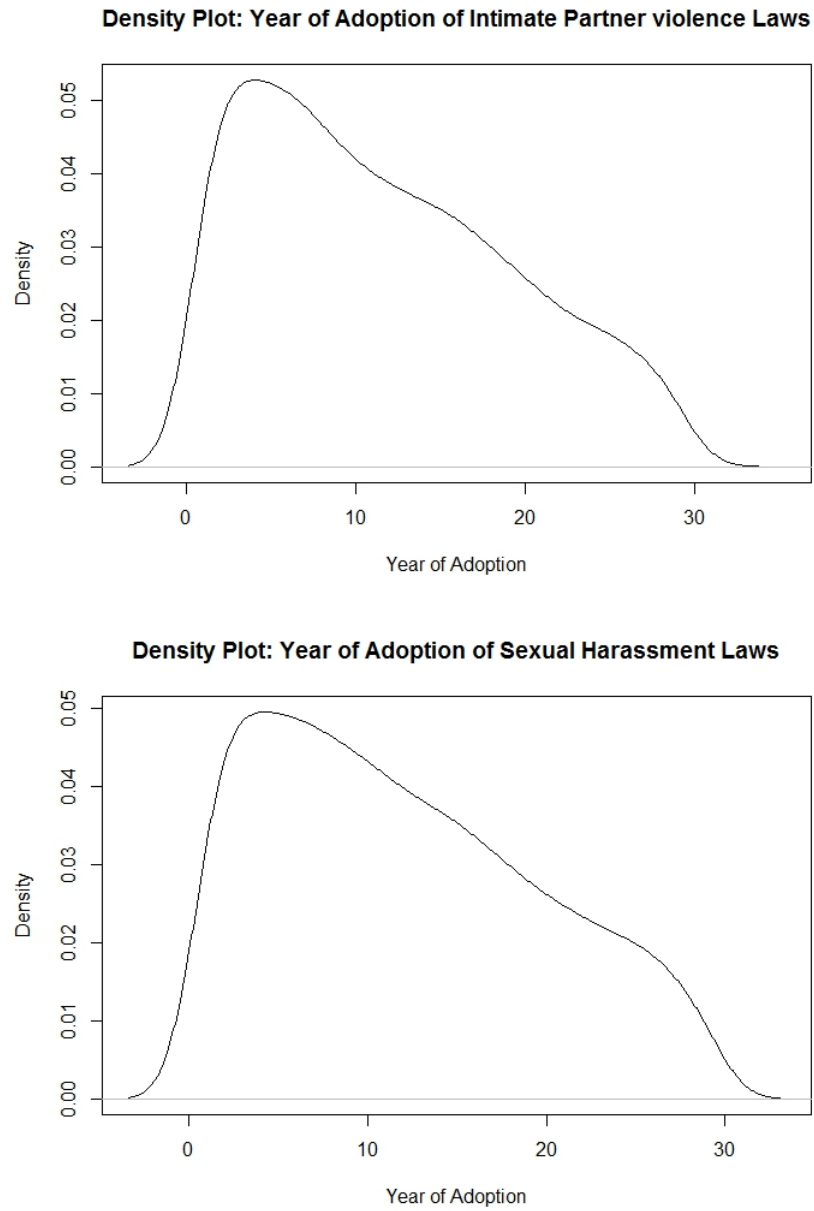 Density Plot: Year of Adoption of Intimate Partner violence Laws
Density
0.05
0.04
0.03
0.02
0.01
0.00
0 10 20 30
Year of Adoption
Density Plot: Year of Adoption of Sexual Harassment Laws
Density
0.05
0.04
0.03
0.02
0.01
0.00
0 10 20 30
Year of Adoption